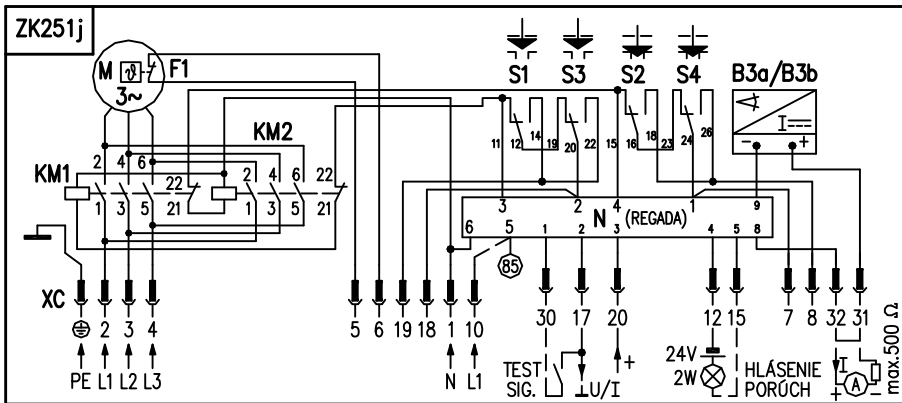 ZK251j
S1 S3 S2 S4
M ϑ F1
3~
B3a/B3b
I
- +
KM2
11 12 14 19 20 22 15 16 18 23 24 26
2 4 6
22
2 4 6 22
KM1
1 3 5 21
1 3 5 21
3 2 4 1 9
N (REGADA)
6 5 1 2 3 4 5 8
85
XC
2 3 4 5 6 19 18 1 10 30 17 20 12 15 7 8 32 31
PE L1 L2 L3 N L1
TEST
SIG.
⊥U/I
+
24V
2W
HLÁSENIE
PORÚCH
I
A
+ -
max.500 Ω